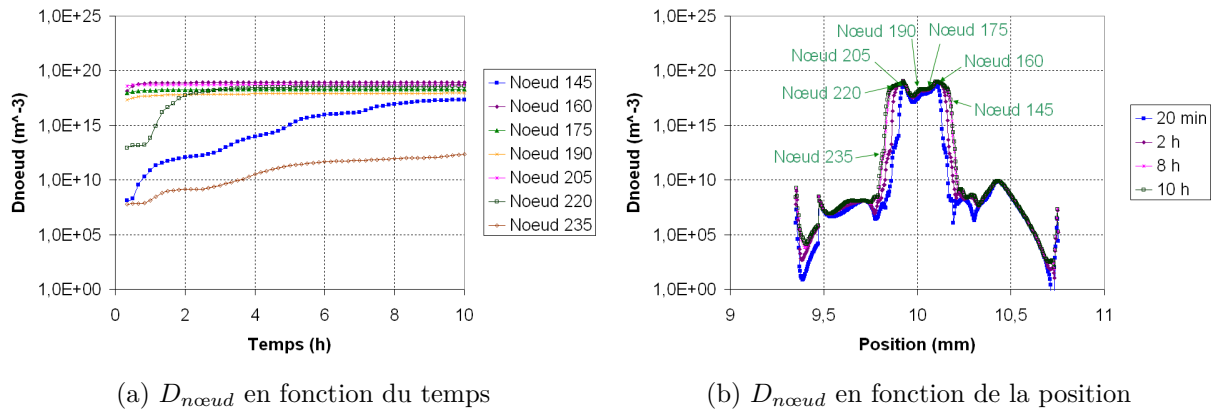 1,0E+25
1,0E+20
1,0E+15
1,0E+10
1,0E+05
1,0E+00
Dnoeud (m^-3)
0 2 4 6 8 10
Temps (h)
Noeud 145
Noeud 160
Noeud 175
Noeud 190
Noeud 205
Noeud 220
Noeud 235
(a) Dnœud en fonction du temps
1,0E+25
1,0E+20
1,0E+15
1,0E+10
1,0E+05
1,0E+00
Dnoeud (m^-3)
Nœud 190
Nœud 175
Nœud 205
Nœud 160
Nœud 220
Nœud 145
Nœud 235
9 9,5 10 10,5 11
Position (mm)
20 min
2 h
8 h
10 h
(b) Dnœud en fonction de la position